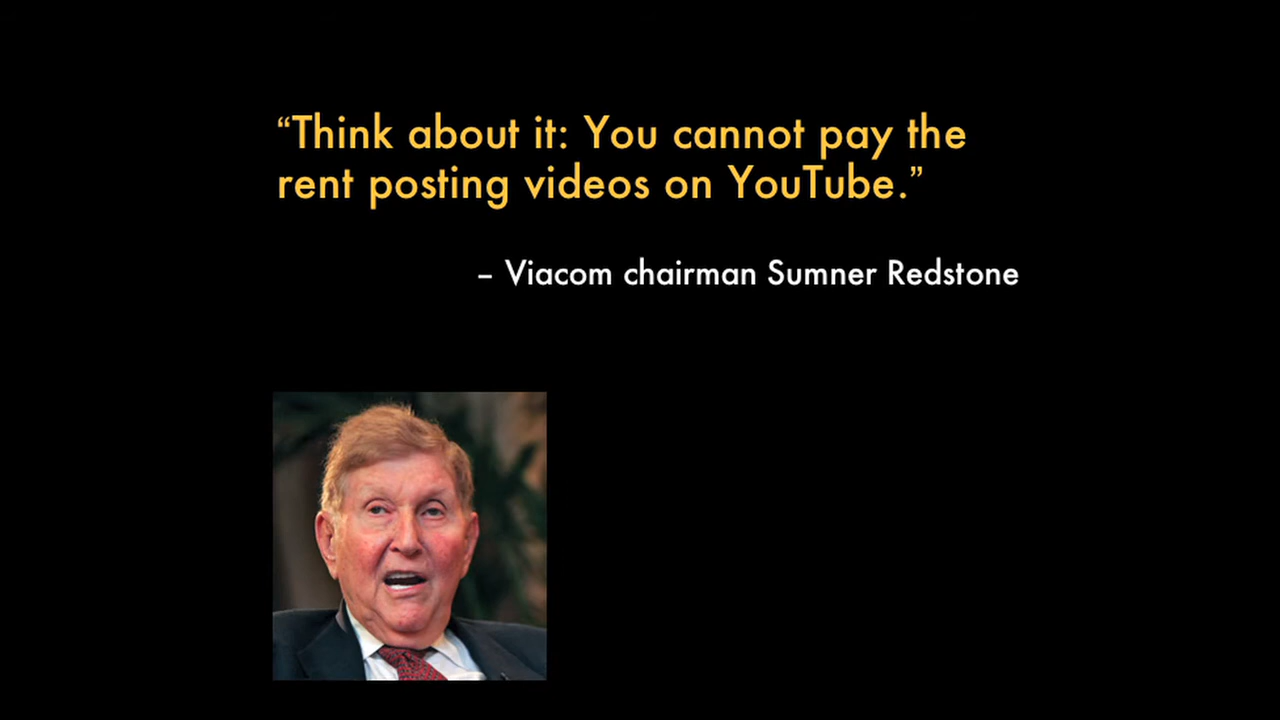 “Think about it: You cannot pay the
rent posting videos on YouTube.”
– Viacom chairman Sumner Redstone